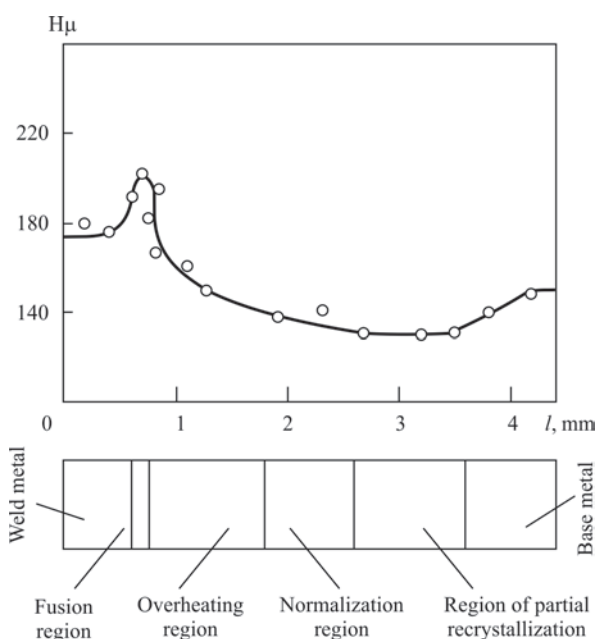 Hμ
220
180
140
0
1
2
3
4
l, mm
Weld metal
Base metal
Fusion
region
Overheating
region
Normalization
region
Region of partial
recrystallization